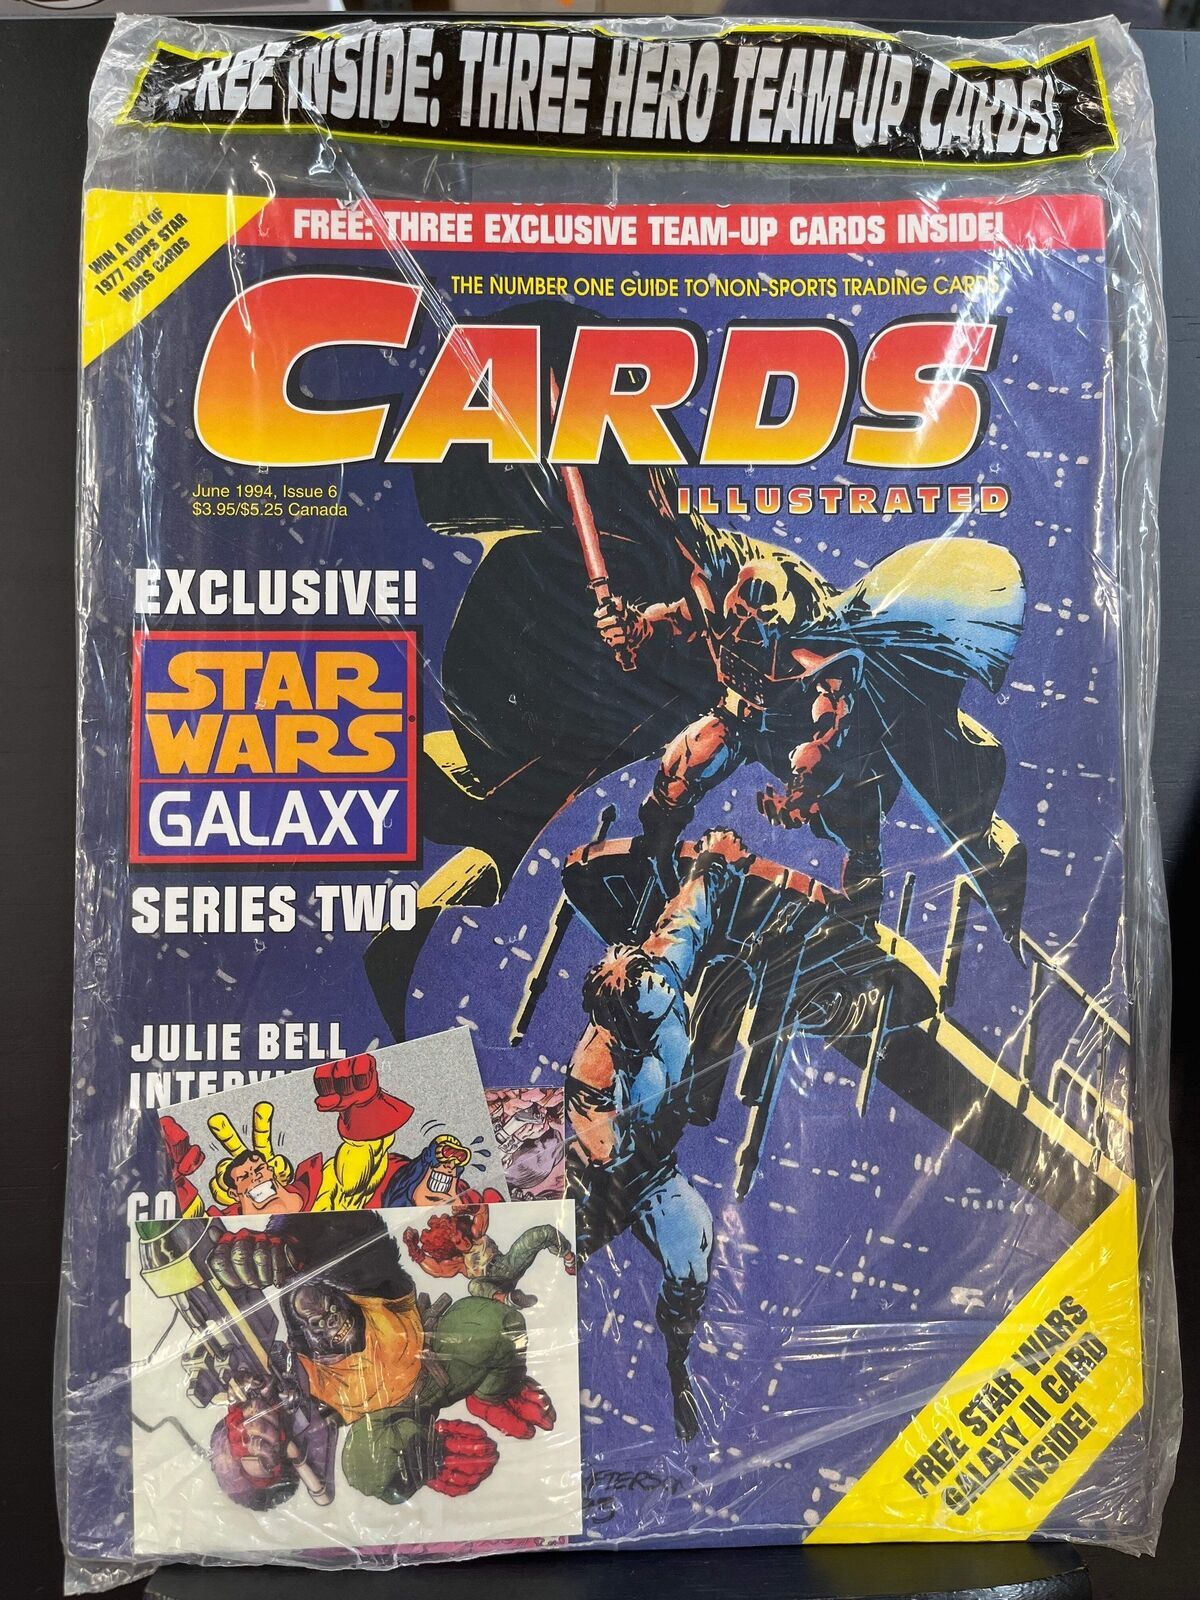 FREE INSIDE: THREE HERO TEAM-UP CARDS!
FREE: THREE EXCLUSIVE TEAM-UP CARDS INSIDE!
WIN A BOX OF
1977 TOPPS STAR
WARS CARDS
THE NUMBER ONE GUIDE TO NON-SPORTS TRADING CARDS
CARDS
ILLUSTRATED
June 1994, Issue 6
$3.95/$5.25 Canada
EXCLUSIVE!
STAR
WARS
GALAXY
SERIES TWO
JULIE BELL
FREE STAR WARS
GALAXY II CARD
INSIDE!